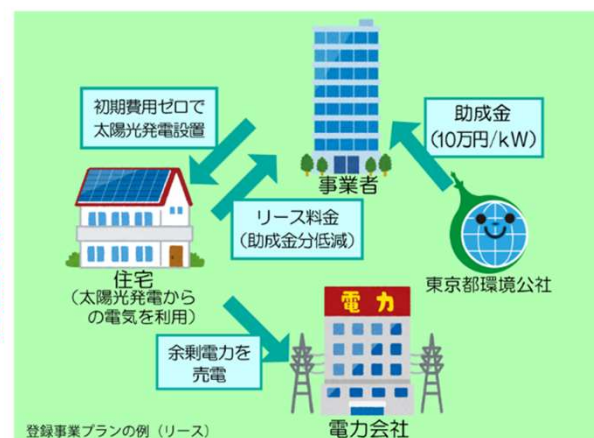 初期費用ゼロで
太陽光発電設置
助成金
(10万円/kW)
事業者
リース料金
(助成金分低減)
東京都環境公社
住宅
(太陽光発電から
の電気を利用)
電力
余剰電力を
売電
電力会社
登録事業プランの例（リース）